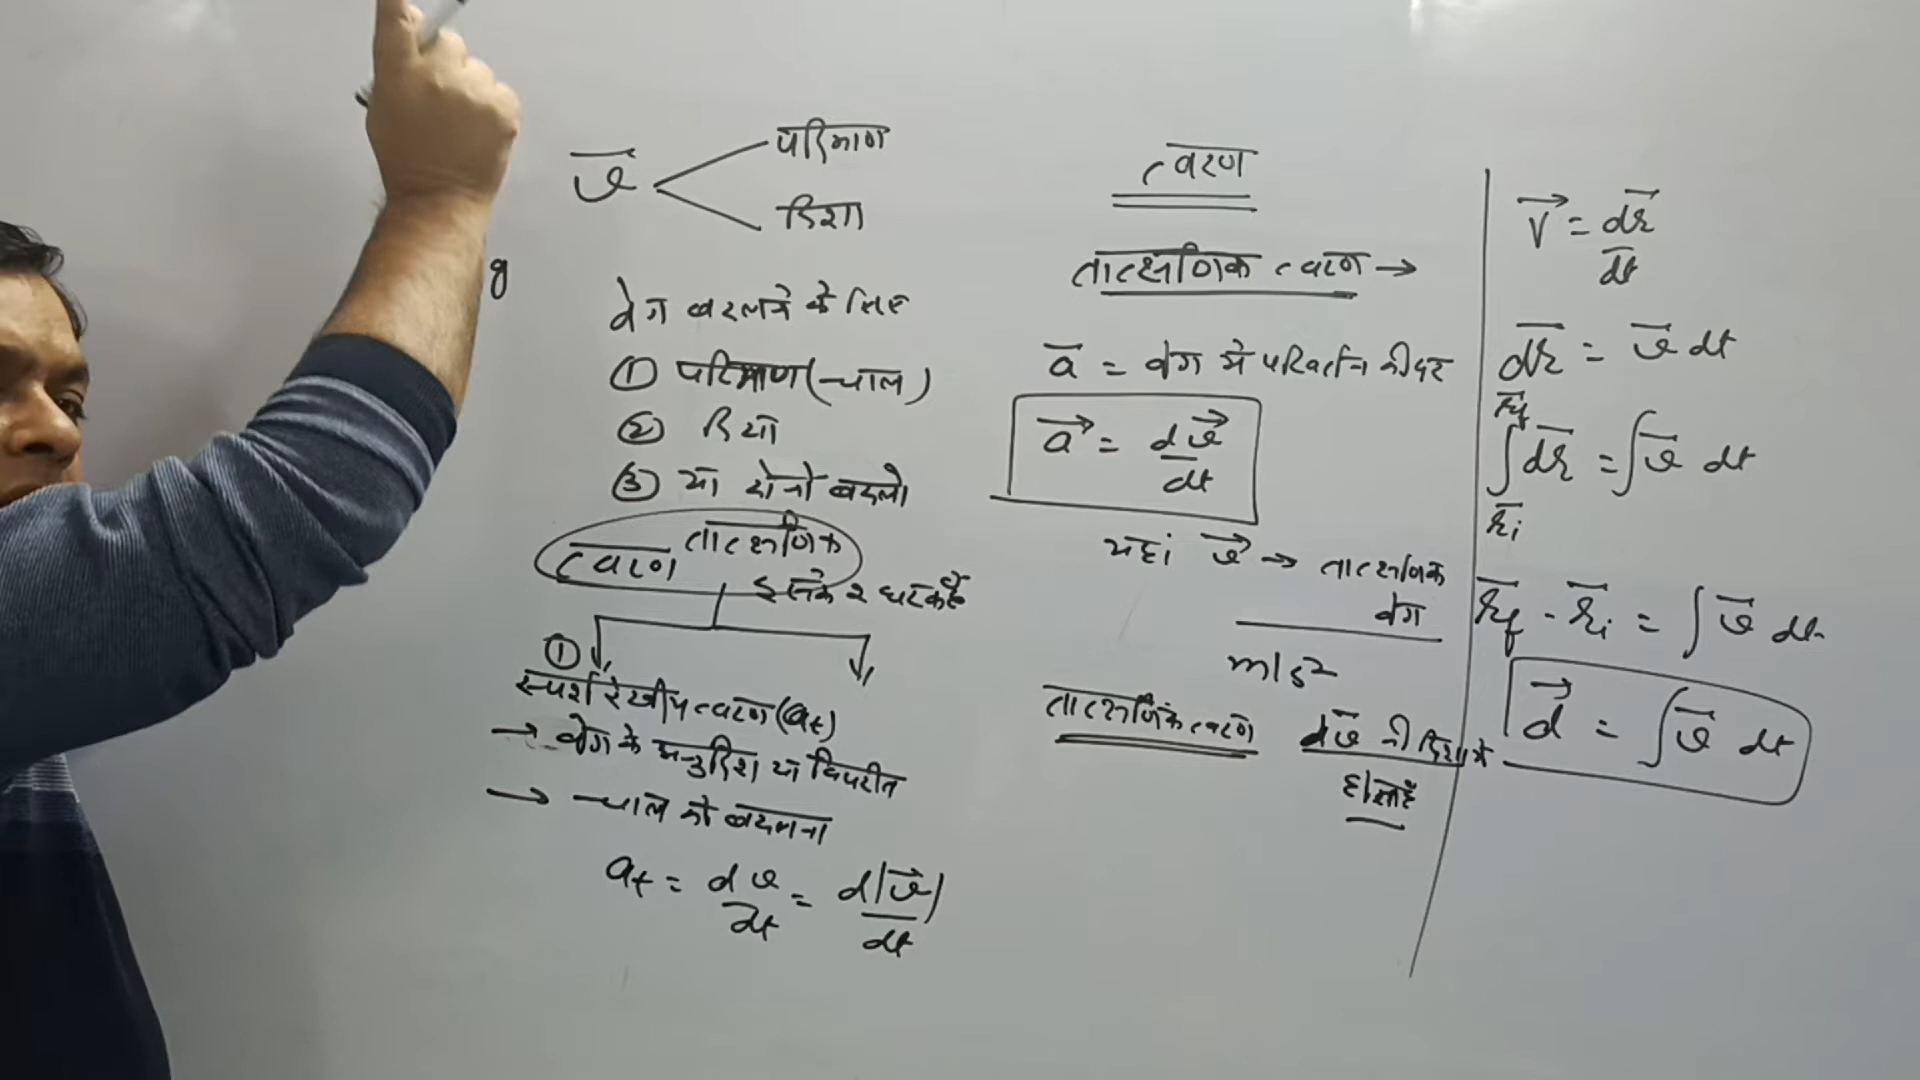 v⃗ परिमाण
दिशा
g
वेग बदलने के लिए
① परिमाण (चाल)
② दिशा
③ या दोनो बदले
तात्क्षणिक
त्वरण
इसके २ घटक हैं
①
स्पर्श रेखीय त्वरण (at)
→ वेग के अनुदिश या विपरीत
→ चाल को बदलना
at = dv/dt = d|v⃗|/dt
त्वरण
तात्क्षणिक त्वरण →
a⃗ = वेग मे परिवर्तन की दर
a⃗ = dv⃗/dt
यहां v⃗ → तात्क्षणिक
वेग
m/s²
तात्क्षणिक त्वरण dv⃗ की दिशा मे
होता है
v⃗ = dr⃗/dt
dr⃗ = v⃗ dt
∫ᵣ⃗ᵢ^r⃗f dr⃗ = ∫v⃗ dt
r⃗f - r⃗i = ∫v⃗ dt
d⃗ = ∫v⃗ dt